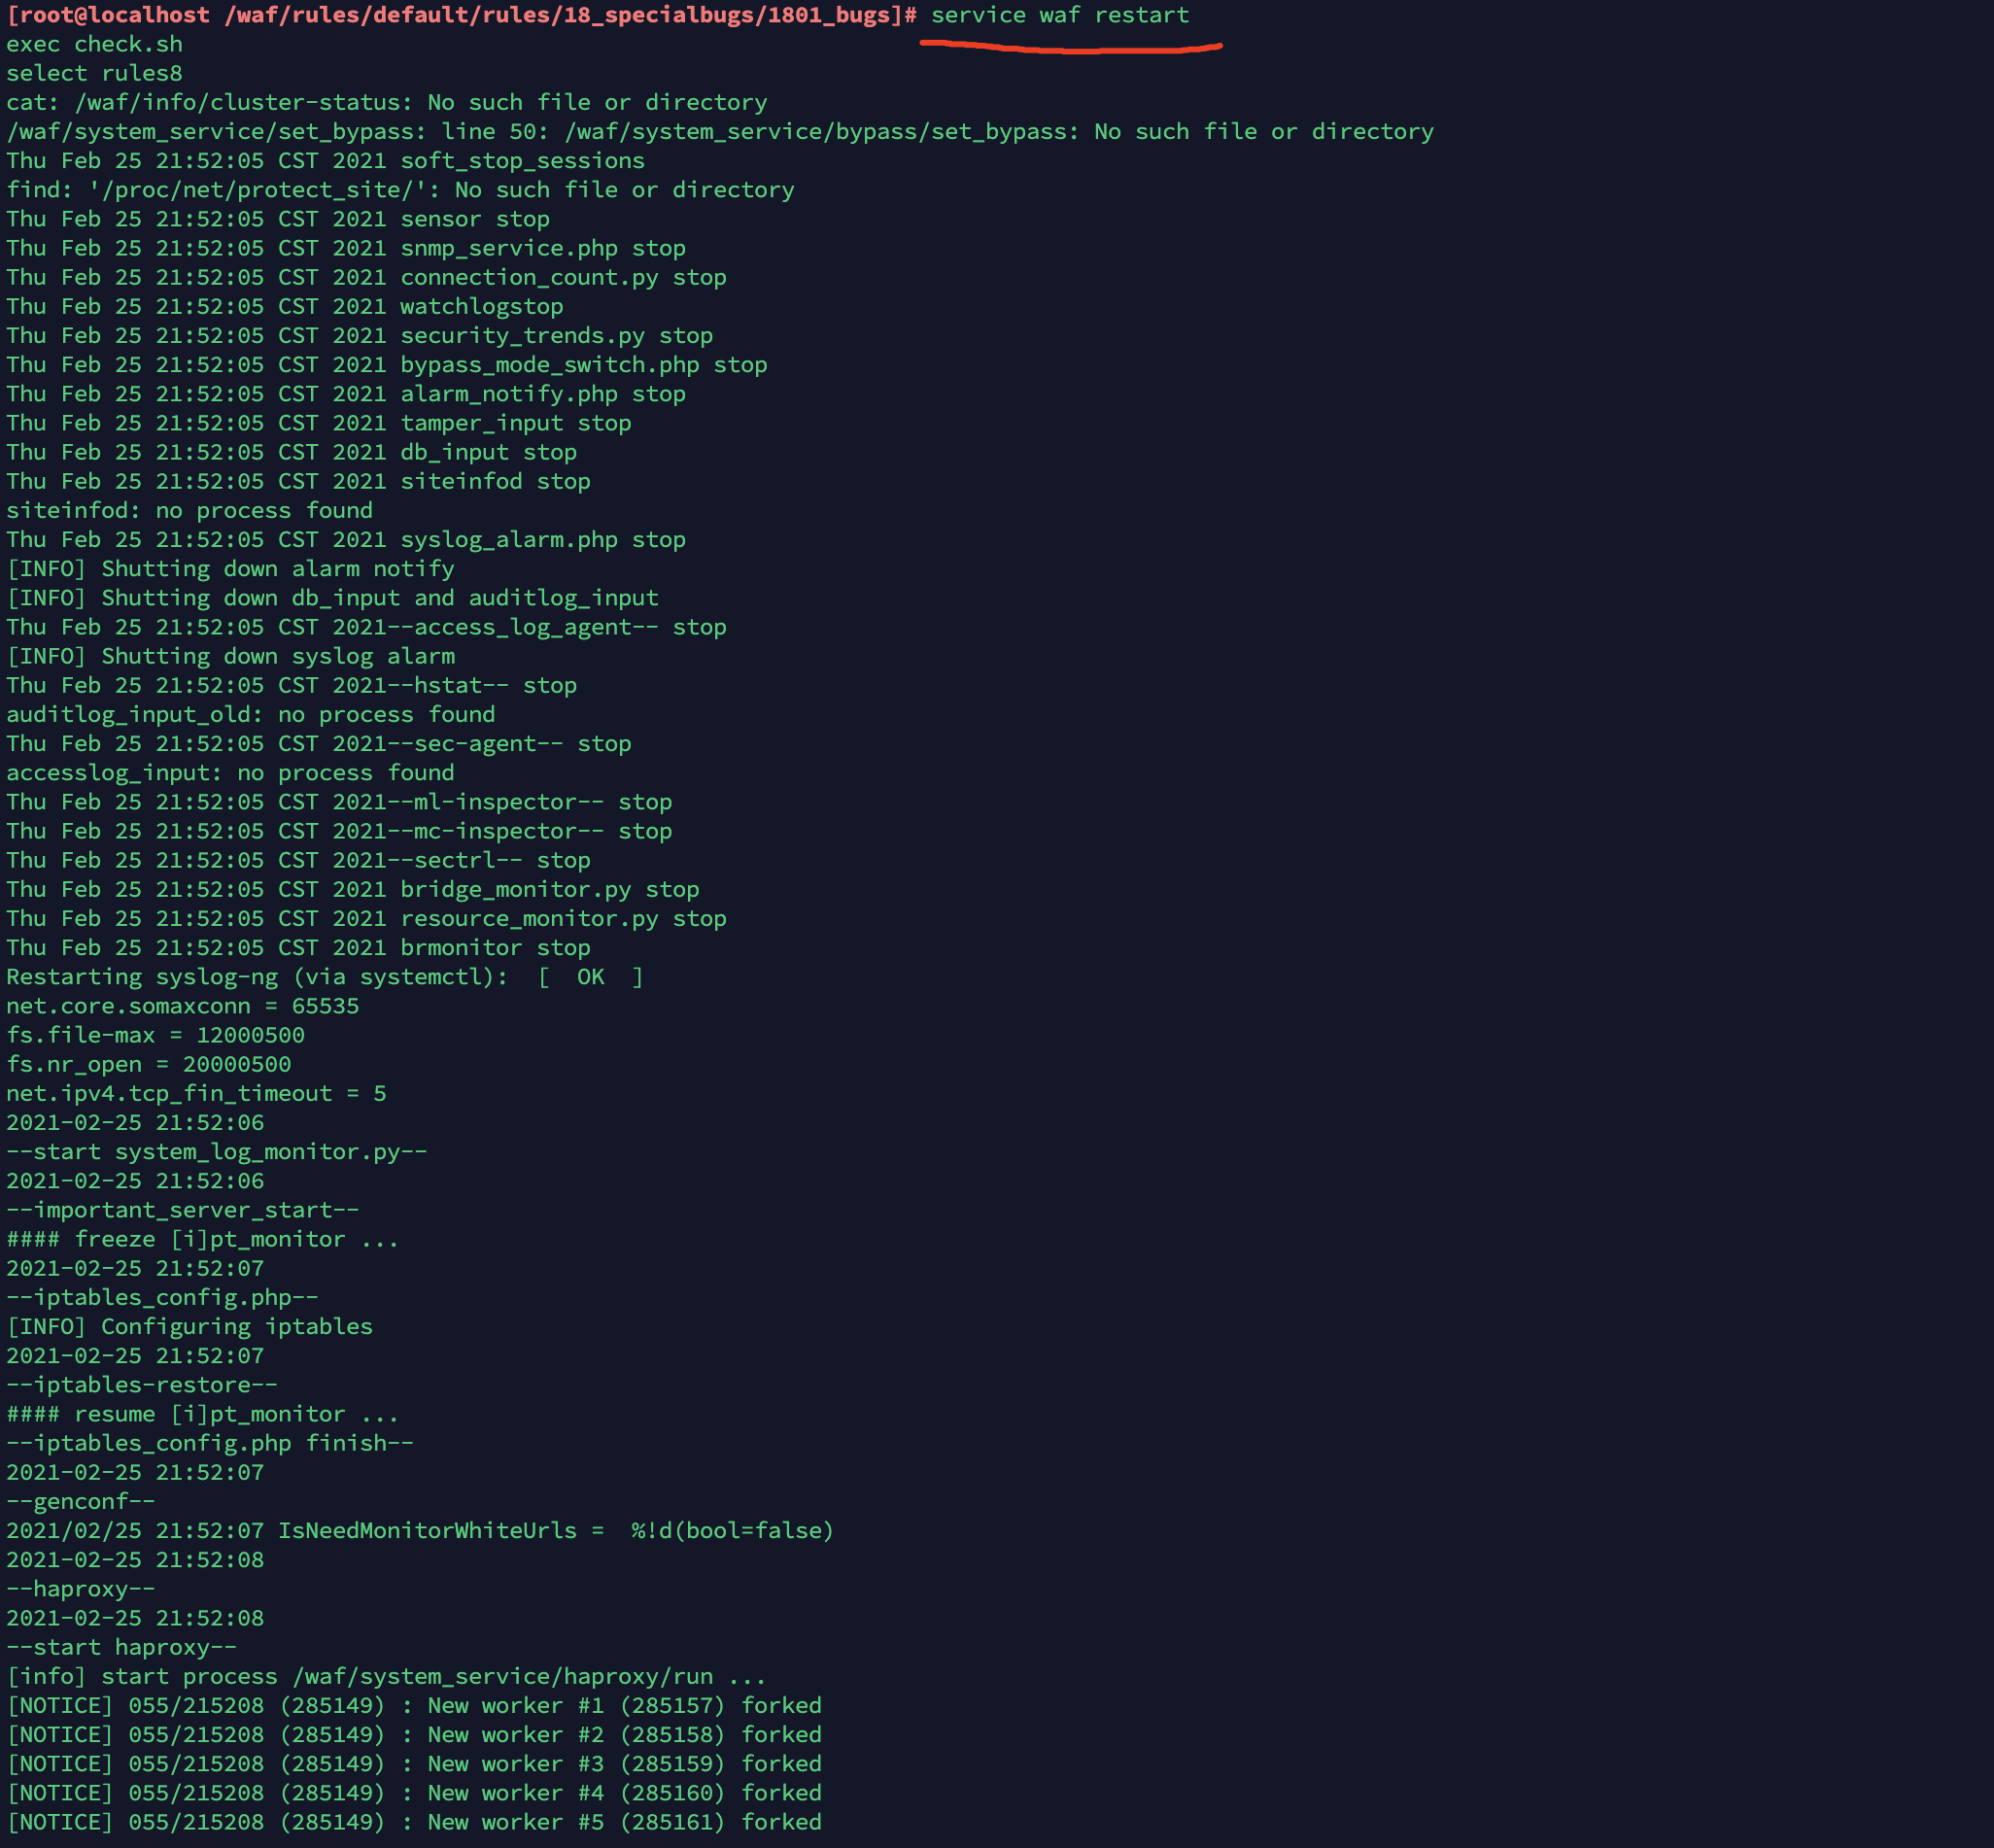 [root@localhost /waf/rules/default/rules/18_specialbugs/1801_bugs]# service waf restart
exec check.sh
select rules8
cat: /waf/info/cluster-status: No such file or directory
/waf/system_service/set_bypass: line 50: /waf/system_service/bypass/set_bypass: No such file or directory
Thu Feb 25 21:52:05 CST 2021 soft_stop_sessions
find: '/proc/net/protect_site/': No such file or directory
Thu Feb 25 21:52:05 CST 2021 sensor stop
Thu Feb 25 21:52:05 CST 2021 snmp_service.php stop
Thu Feb 25 21:52:05 CST 2021 connection_count.py stop
Thu Feb 25 21:52:05 CST 2021 watchlogstop
Thu Feb 25 21:52:05 CST 2021 security_trends.py stop
Thu Feb 25 21:52:05 CST 2021 bypass_mode_switch.php stop
Thu Feb 25 21:52:05 CST 2021 alarm_notify.php stop
Thu Feb 25 21:52:05 CST 2021 tamper_input stop
Thu Feb 25 21:52:05 CST 2021 db_input stop
Thu Feb 25 21:52:05 CST 2021 siteinfod stop
siteinfod: no process found
Thu Feb 25 21:52:05 CST 2021 syslog_alarm.php stop
[INFO] Shutting down alarm notify
[INFO] Shutting down db_input and auditlog_input
Thu Feb 25 21:52:05 CST 2021--access_log_agent-- stop
[INFO] Shutting down syslog alarm
Thu Feb 25 21:52:05 CST 2021--hstat-- stop
auditlog_input_old: no process found
Thu Feb 25 21:52:05 CST 2021--sec-agent-- stop
accesslog_input: no process found
Thu Feb 25 21:52:05 CST 2021--ml-inspector-- stop
Thu Feb 25 21:52:05 CST 2021--mc-inspector-- stop
Thu Feb 25 21:52:05 CST 2021--sectrl-- stop
Thu Feb 25 21:52:05 CST 2021 bridge_monitor.py stop
Thu Feb 25 21:52:05 CST 2021 resource_monitor.py stop
Thu Feb 25 21:52:05 CST 2021 brmonitor stop
Restarting syslog-ng (via systemctl):  [  OK  ]
net.core.somaxconn = 65535
fs.file-max = 12000500
fs.nr_open = 20000500
net.ipv4.tcp_fin_timeout = 5
2021-02-25 21:52:06
--start system_log_monitor.py--
2021-02-25 21:52:06
--important_server_start--
#### freeze [i]pt_monitor ...
2021-02-25 21:52:07
--iptables_config.php--
[INFO] Configuring iptables
2021-02-25 21:52:07
--iptables-restore--
#### resume [i]pt_monitor ...
--iptables_config.php finish--
2021-02-25 21:52:07
--genconf--
2021/02/25 21:52:07 IsNeedMonitorWhiteUrls =  %!d(bool=false)
2021-02-25 21:52:08
--haproxy--
2021-02-25 21:52:08
--start haproxy--
[info] start process /waf/system_service/haproxy/run ...
[NOTICE] 055/215208 (285149) : New worker #1 (285157) forked
[NOTICE] 055/215208 (285149) : New worker #2 (285158) forked
[NOTICE] 055/215208 (285149) : New worker #3 (285159) forked
[NOTICE] 055/215208 (285149) : New worker #4 (285160) forked
[NOTICE] 055/215208 (285149) : New worker #5 (285161) forked